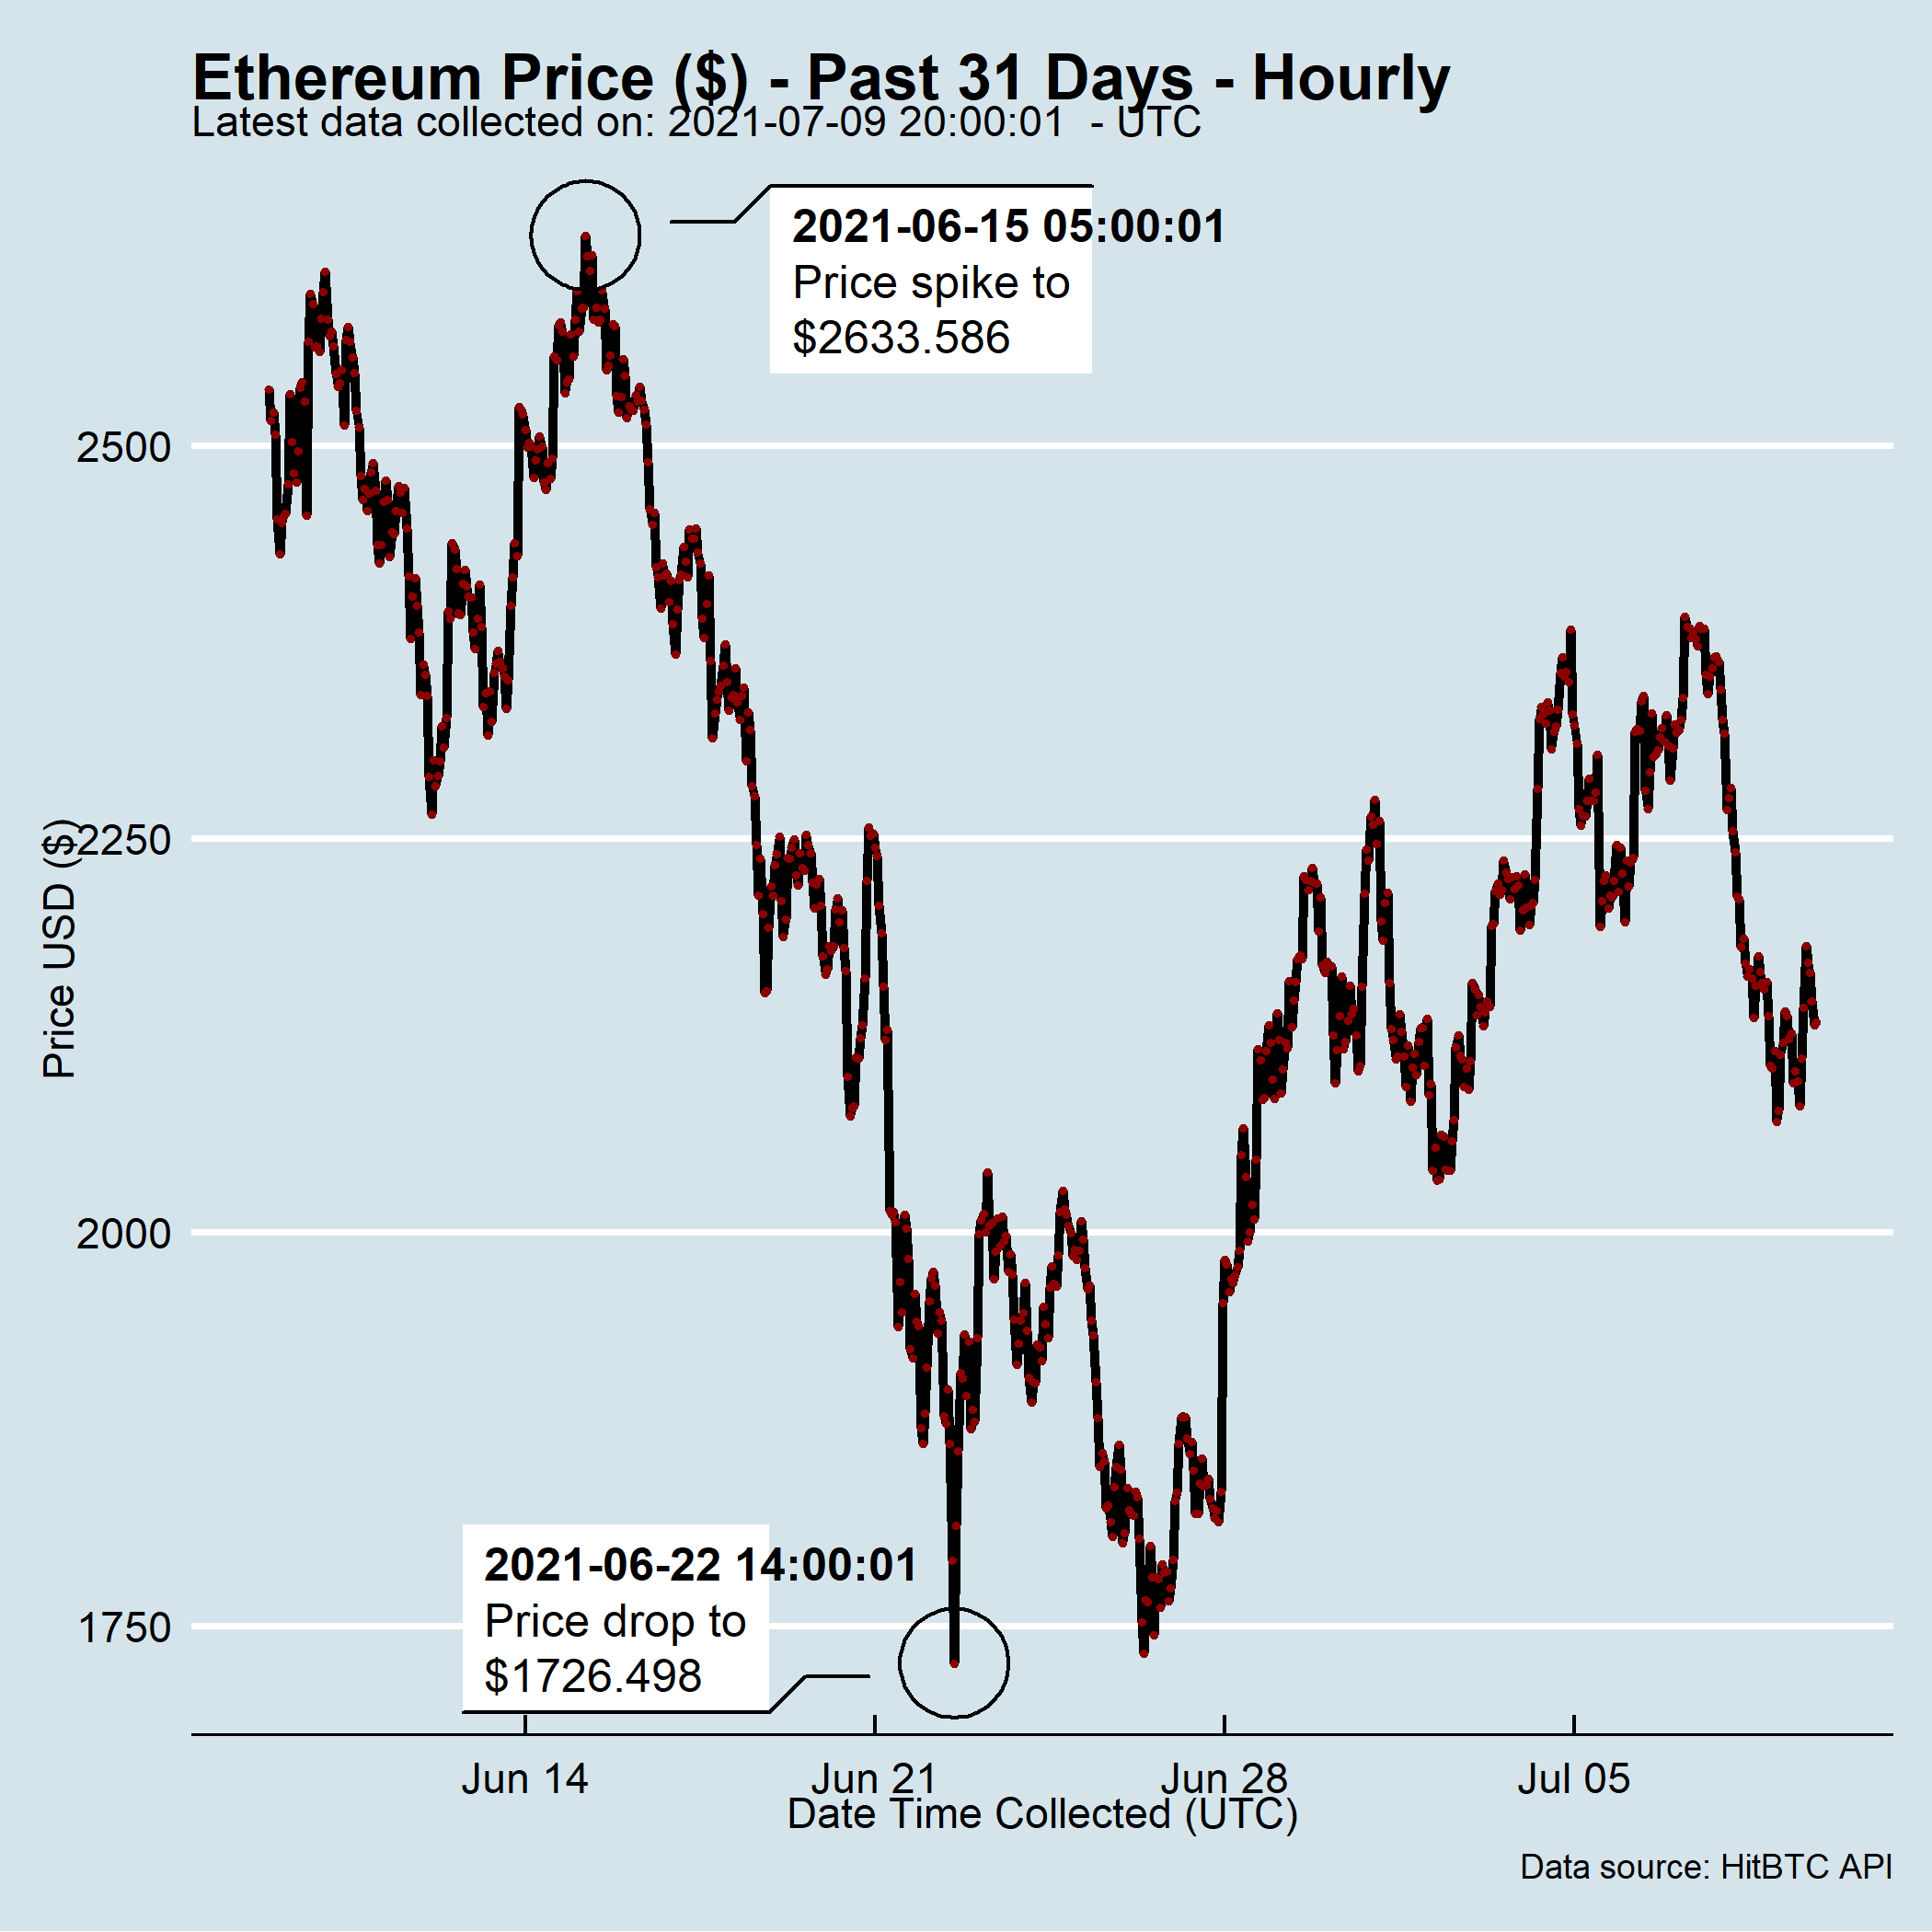 Ethereum Price ($) - Past 31 Days - Hourly
Latest data collected on: 2021-07-09 20:00:01  - UTC
2021-06-15 05:00:01
Price spike to
$2633.586
2500
2250
2000
1750
Price USD ($)
2021-06-22 14:00:01
Price drop to
$1726.498
Jun 14
Jun 21
Jun 28
Jul 05
Date Time Collected (UTC)
Data source: HitBTC API